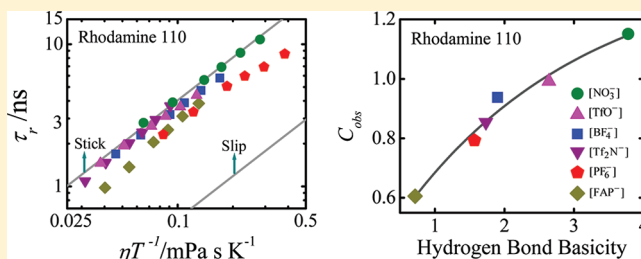 Rhodamine 110
τr /ns
15
10
3
1
Stick
Slip
0.025
0.1
0.5
nT⁻¹/mPa s K⁻¹
Rhodamine 110
Cobs
1.2
1.0
0.8
0.6
[NO₃⁻]
[TfO⁻]
[BF₄⁻]
[Tf₂N⁻]
[PF₆⁻]
[FAP⁻]
1
2
3
4
Hydrogen Bond Basicity